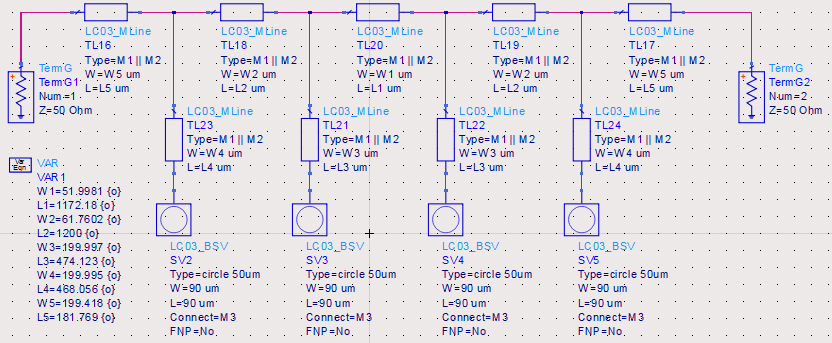 LC03_MLine
TL16
Type=M1 || M2
W=W5 um
L=L5 um
LC03_MLine
TL18
Type=M1 || M2
W=W2 um
L=L2 um
LC03_MLine
TL20
Type=M1 || M2
W=W1 um
L=L1 um
LC03_MLine
TL19
Type=M1 || M2
W=W2 um
L=L2 um
LC03_MLine
TL17
Type=M1 || M2
W=W5 um
L=L5 um
TermG
TermG1
Num=1
Z=50 Ohm
TermG
TermG2
Num=2
Z=50 Ohm
LC03_MLine
TL23
Type=M1 || M2
W=W4 um
L=L4 um
LC03_MLine
TL21
Type=M1 || M2
W=W3 um
L=L3 um
LC03_MLine
TL22
Type=M1 || M2
W=W3 um
L=L3 um
LC03_MLine
TL24
Type=M1 || M2
W=W4 um
L=L4 um
Var
Eqn
VAR
VAR1
W1=51.9981 {o}
L1=1172.18 {o}
W2=61.7602 {o}
L2=1200 {o}
W3=199.997 {o}
L3=474.123 {o}
W4=199.995 {o}
L4=468.056 {o}
W5=199.418 {o}
L5=181.769 {o}
LC03_BSV
SV2
Type=circle 50um
W=90 um
L=90 um
Connect=M3
FNP=No
LC03_BSV
SV3
Type=circle 50um
W=90 um
L=90 um
Connect=M3
FNP=No
LC03_BSV
SV4
Type=circle 50um
W=90 um
L=90 um
Connect=M3
FNP=No
LC03_BSV
SV5
Type=circle 50um
W=90 um
L=90 um
Connect=M3
FNP=No